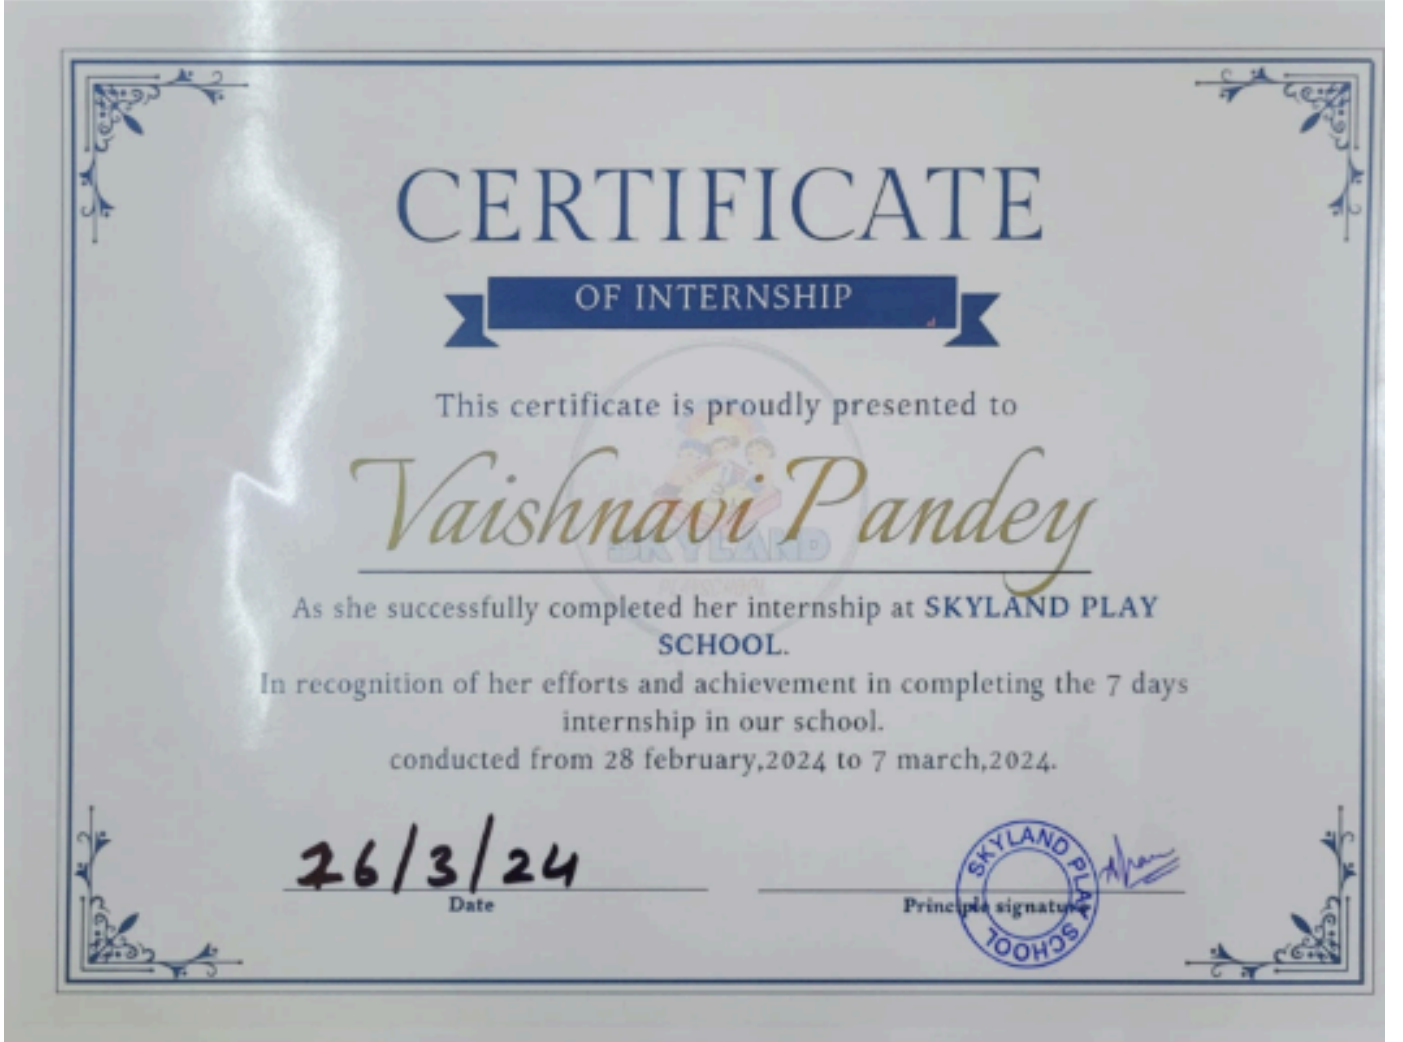 CERTIFICATE
OF INTERNSHIP
This certificate is proudly presented to
Vaishnavi Pandey
SKYLAND
As she successfully completed her internship at SKYLAND PLAY
SCHOOL.
In recognition of her efforts and achievement in completing the 7 days
internship in our school.
conducted from 28 february,2024 to 7 march,2024.
26/3/24
Date
Principle signature
SKYLAND PLAY SCHOOL